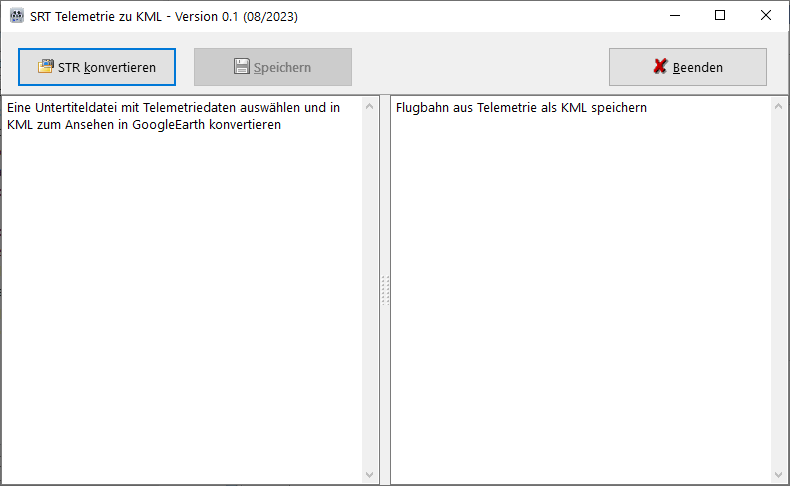 SRT Telemetrie zu KML - Version 0.1 (08/2023)
STR konvertieren
Speichern
Beenden
Eine Untertiteldatei mit Telemetriedaten auswählen und in
KML zum Ansehen in GoogleEarth konvertieren
Flugbahn aus Telemetrie als KML speichern